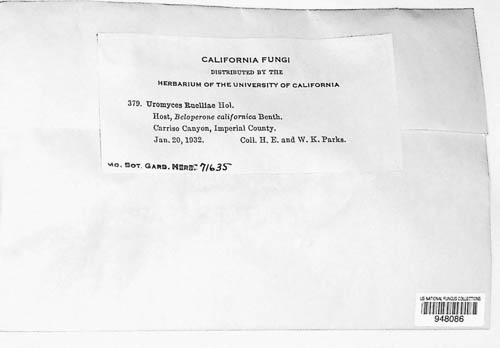 CALIFORNIA FUNGI
DISTRIBUTED BY THE
HERBARIUM OF THE UNIVERSITY OF CALIFORNIA
379. Uromyces Ruelliae Hol.
Host, Beloperone californica Benth.
Carriso Canyon, Imperial County.
Jan. 20, 1932. Coll. H. E. and W. K. Parks.
MO. BOT. GARD. HERB. 71635
US NATIONAL FUNGUS COLLECTIONS
948086